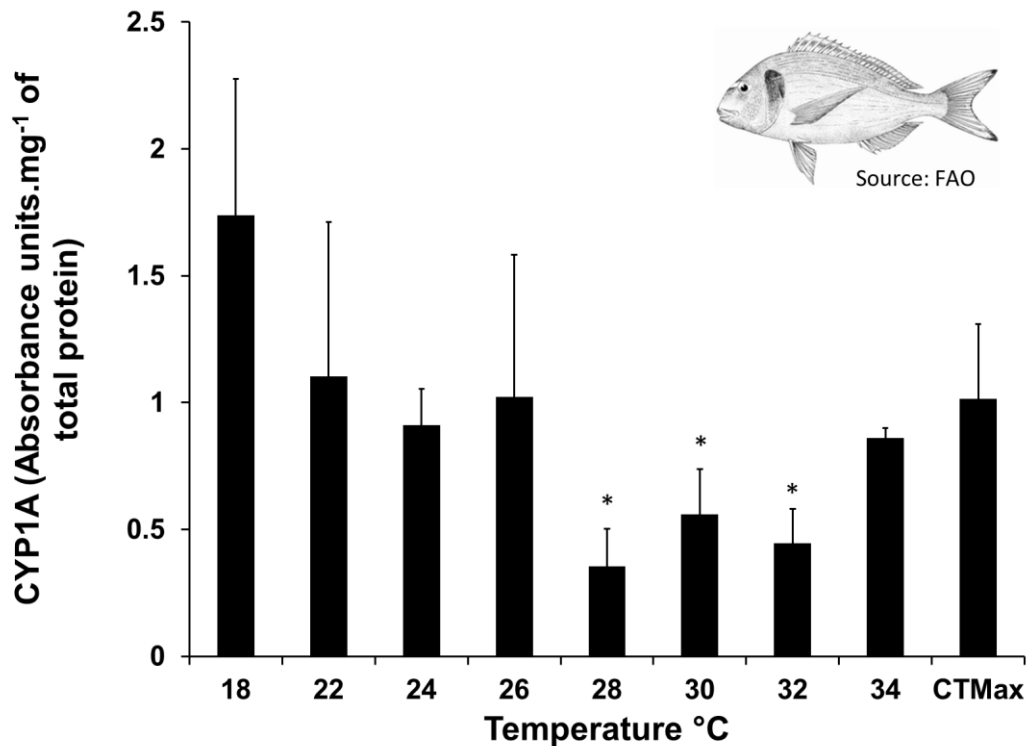 CYP1A (Absorbance units.mg⁻¹ of
total protein)
2.5
2
1.5
1
0.5
0
Source: FAO
*
*
*
18 22 24 26 28 30 32 34 CTMax
Temperature °C